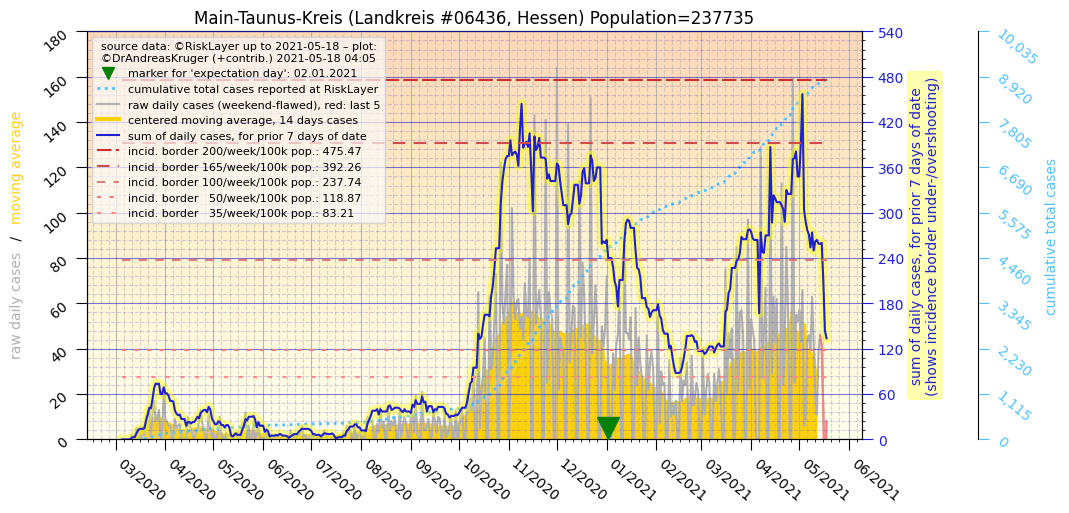 Main-Taunus-Kreis (Landkreis #06436, Hessen) Population=237735
source data: ©RiskLayer up to 2021-05-18 – plot:
©DrAndreasKruger (+contrib.) 2021-05-18 04:05
marker for 'expectation day': 02.01.2021
cumulative total cases reported at RiskLayer
raw daily cases (weekend-flawed), red: last 5
centered moving average, 14 days cases
sum of daily cases, for prior 7 days of date
incid. border 200/week/100k pop.: 475.47
incid. border 165/week/100k pop.: 392.26
incid. border 100/week/100k pop.: 237.74
incid. border   50/week/100k pop.: 118.87
incid. border   35/week/100k pop.: 83.21
raw daily cases / moving average
180
160
140
120
100
80
60
40
20
0
03/2020
04/2020
05/2020
06/2020
07/2020
08/2020
09/2020
10/2020
11/2020
12/2020
01/2021
02/2021
03/2021
04/2021
05/2021
06/2021
540
480
420
360
300
240
180
120
60
0
sum of daily cases, for prior 7 days of date
(shows incidence border under-/overshooting)
10,035
8,920
7,805
6,690
5,575
4,460
3,345
2,230
1,115
0
cumulative total cases